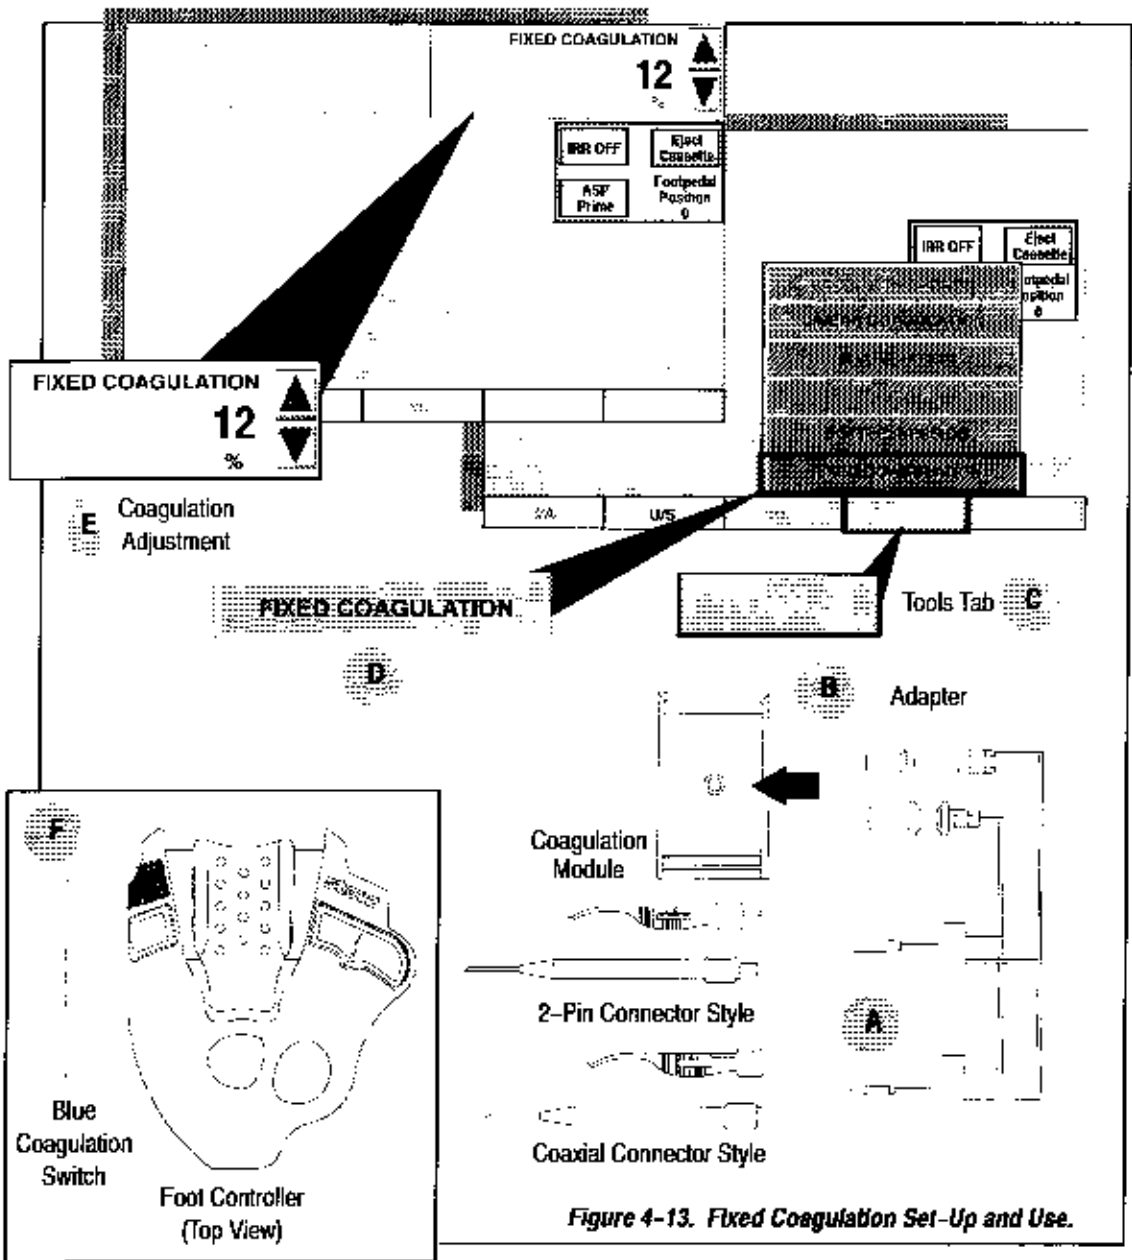 FIXED COAGULATION
12
%
IRR OFF
Eject
Cassette
ASP
Prime
Footpedal
Position
0
IRR OFF
Eject
Cassette
FIXED COAGULATION
12
%
E
Coagulation
Adjustment
U/S
FIXED COAGULATION
D
Tools Tab
C
B
Adapter
Coagulation
Module
2-Pin Connector Style
A
Coaxial Connector Style
F
Blue
Coagulation
Switch
Foot Controller
(Top View)
Figure 4-13. Fixed Coagulation Set-Up and Use.